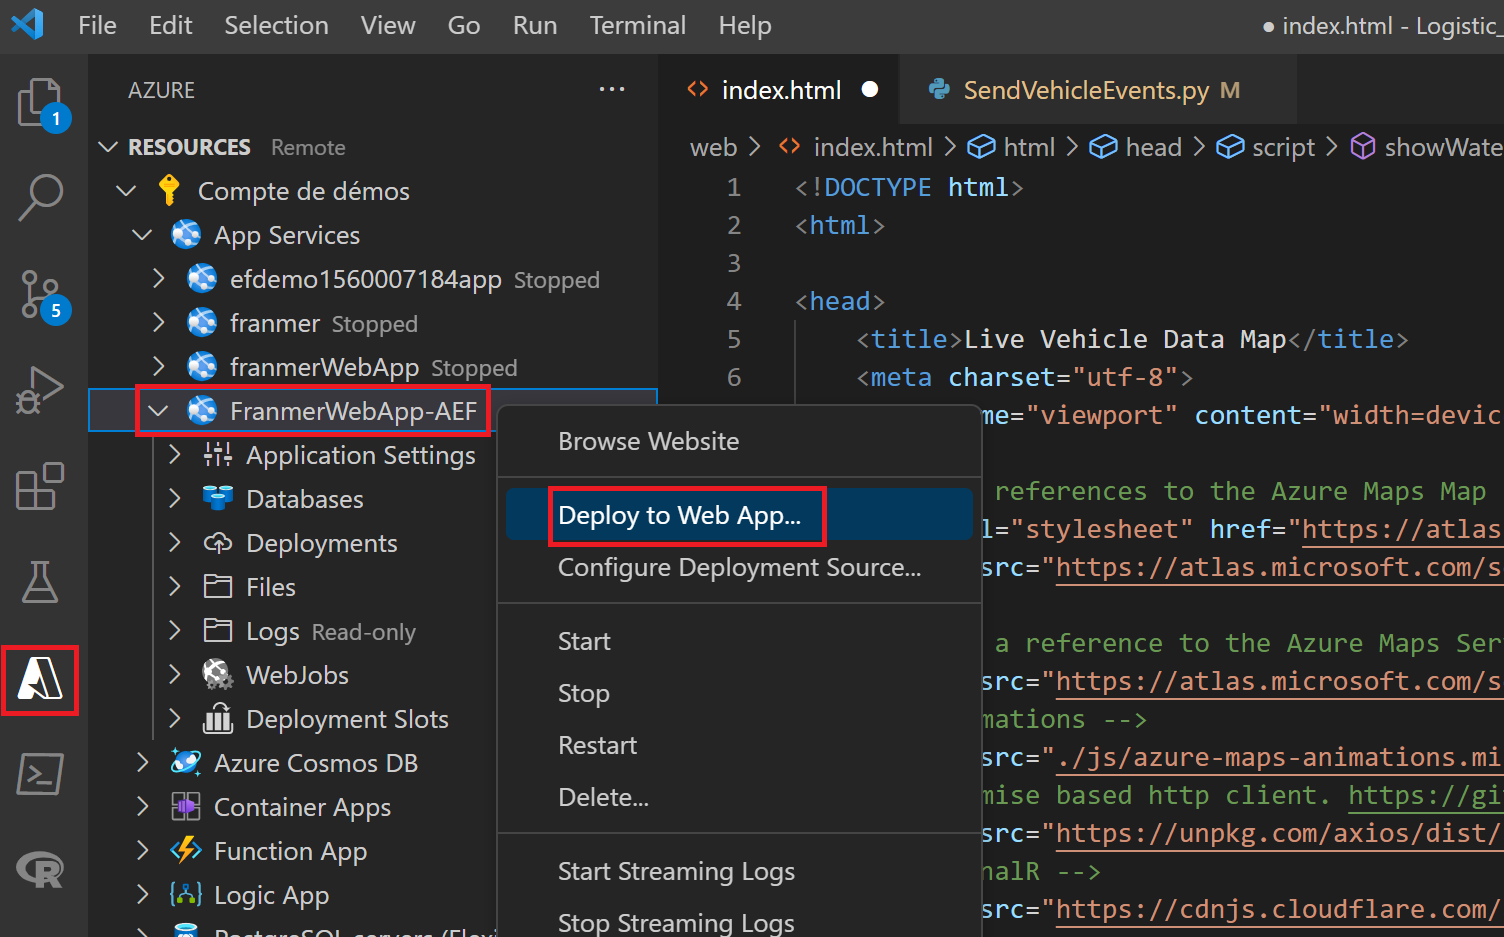 File Edit Selection View Go Run Terminal Help ● index.html - Logistic_
AZURE ...
1
5
RESOURCES Remote
Compte de démos
App Services
efdemo1560007184app Stopped
franmer Stopped
franmerWebApp Stopped
FranmerWebApp-AEF
Application Settings
Databases
Deployments
Files
Logs Read-only
WebJobs
Deployment Slots
Azure Cosmos DB
Container Apps
Function App
Logic App
PostgreSQL servers (Flexi
Browse Website
Deploy to Web App...
Configure Deployment Source...
Start
Stop
Restart
Delete...
Start Streaming Logs
Stop Streaming Logs
index.html ● SendVehicleEvents.py M
web > index.html > html > head > script > showWate
1 <!DOCTYPE html>
2 <html>
3
4 <head>
5 <title>Live Vehicle Data Map</title>
6 <meta charset="utf-8">
me="viewport" content="width=devic
references to the Azure Maps Map
l="stylesheet" href="https://atlas
src="https://atlas.microsoft.com/s
a reference to the Azure Maps Ser
src="https://atlas.microsoft.com/s
mations -->
src="./js/azure-maps-animations.mi
mise based http client. https://gi
src="https://unpkg.com/axios/dist/
nalR -->
src="https://cdnjs.cloudflare.com/